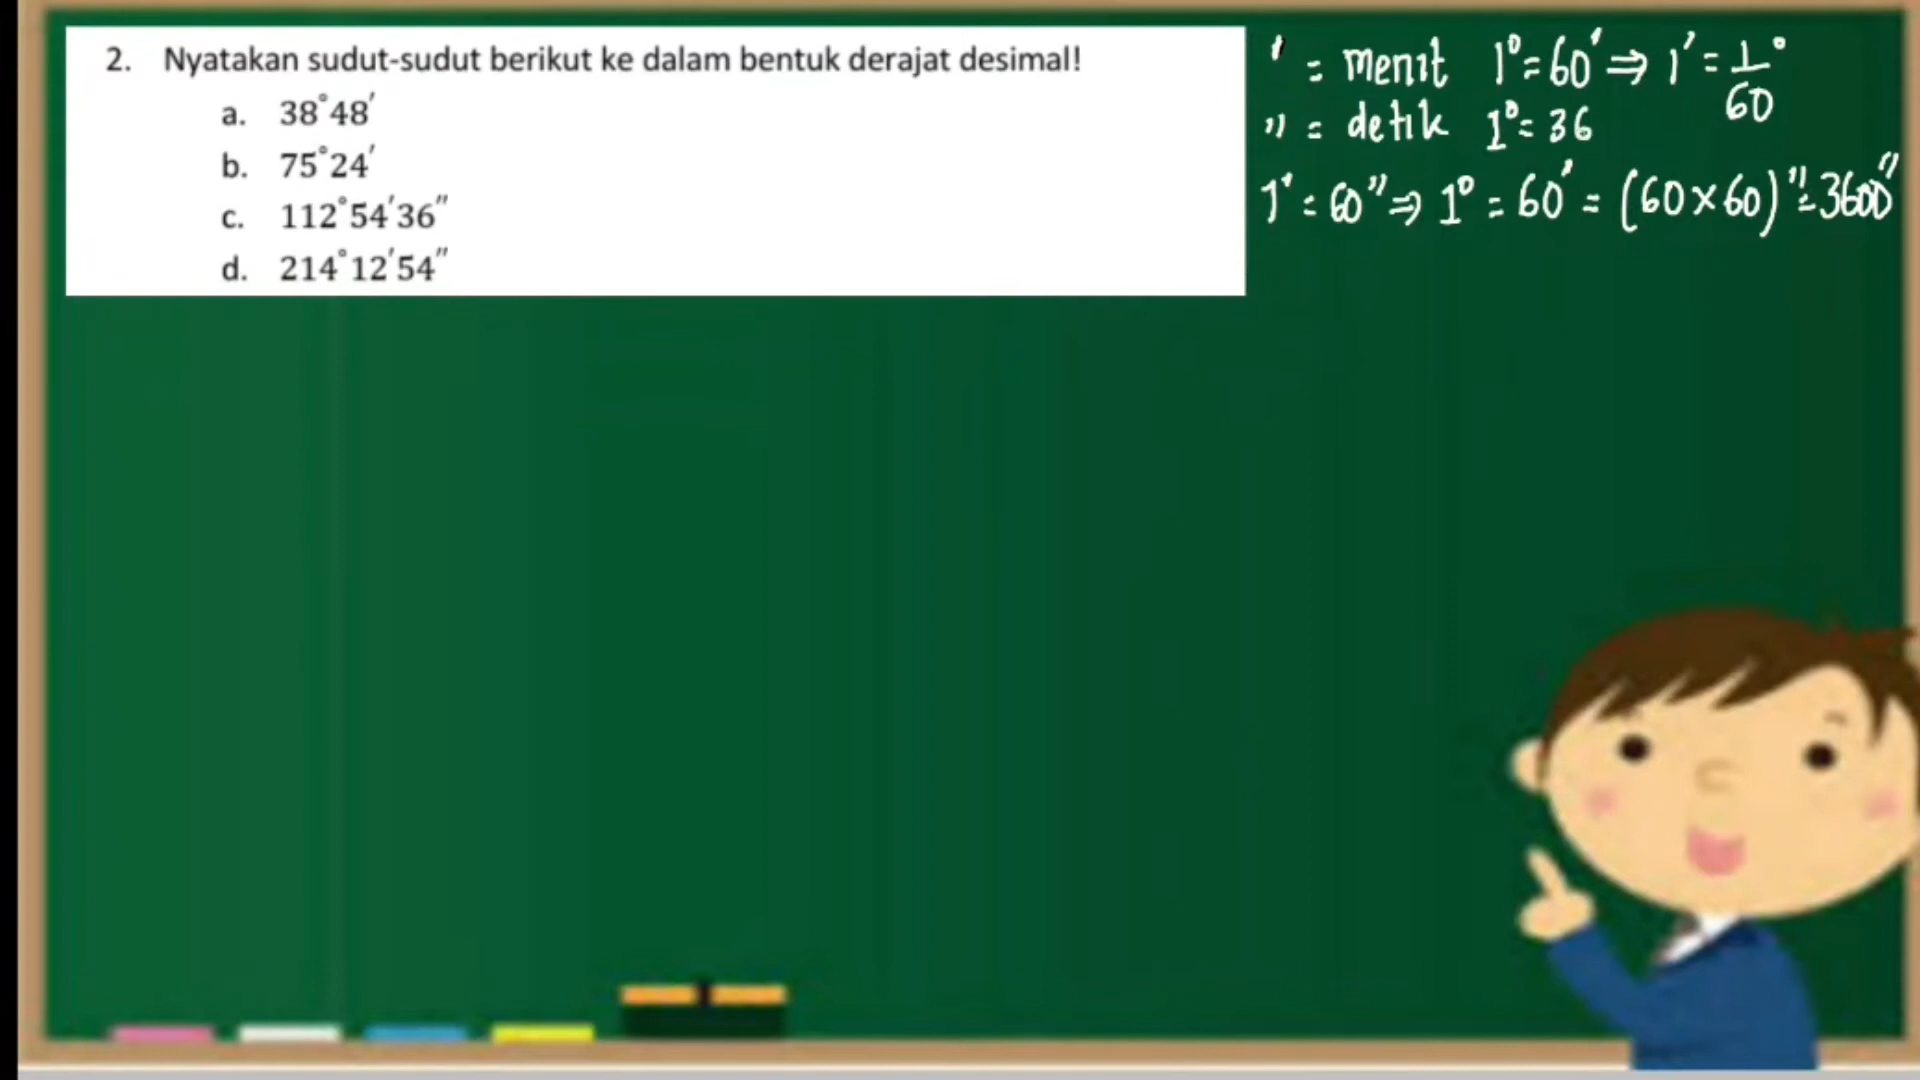 2. Nyatakan sudut-sudut berikut ke dalam bentuk derajat desimal!
a. 38°48′
b. 75°24′
c. 112°54′36″
d. 214°12′54″
′ = menit 1° = 60′ ⇒ 1′ = 1/60°
″ = detik 1° = 36
1′ = 60″ ⇒ 1° = 60′ = (60 × 60)″ = 3600″